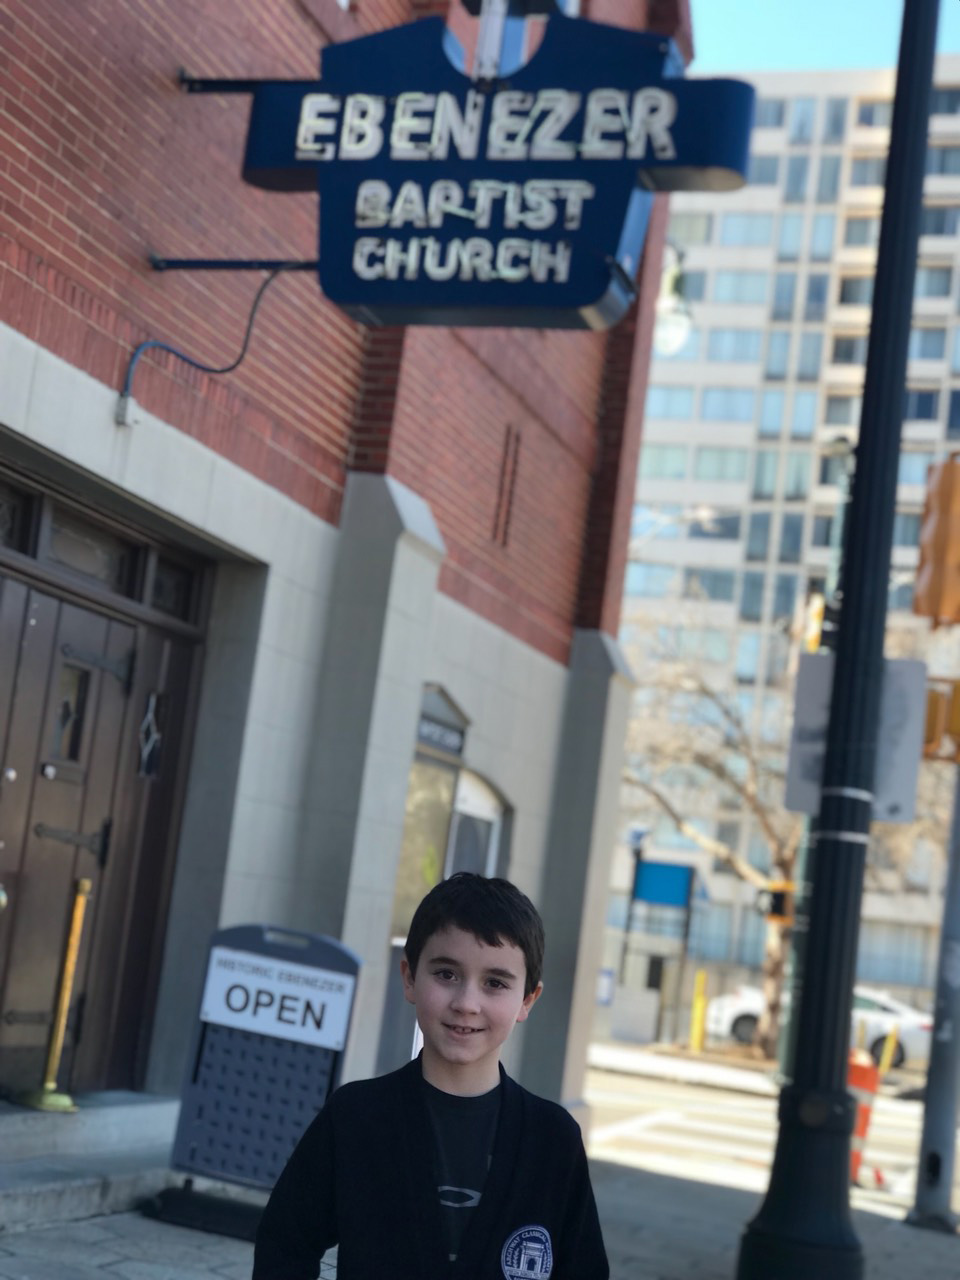 EBENEZER
BAPTIST
CHURCH
HISTORIC EBENEZER
OPEN